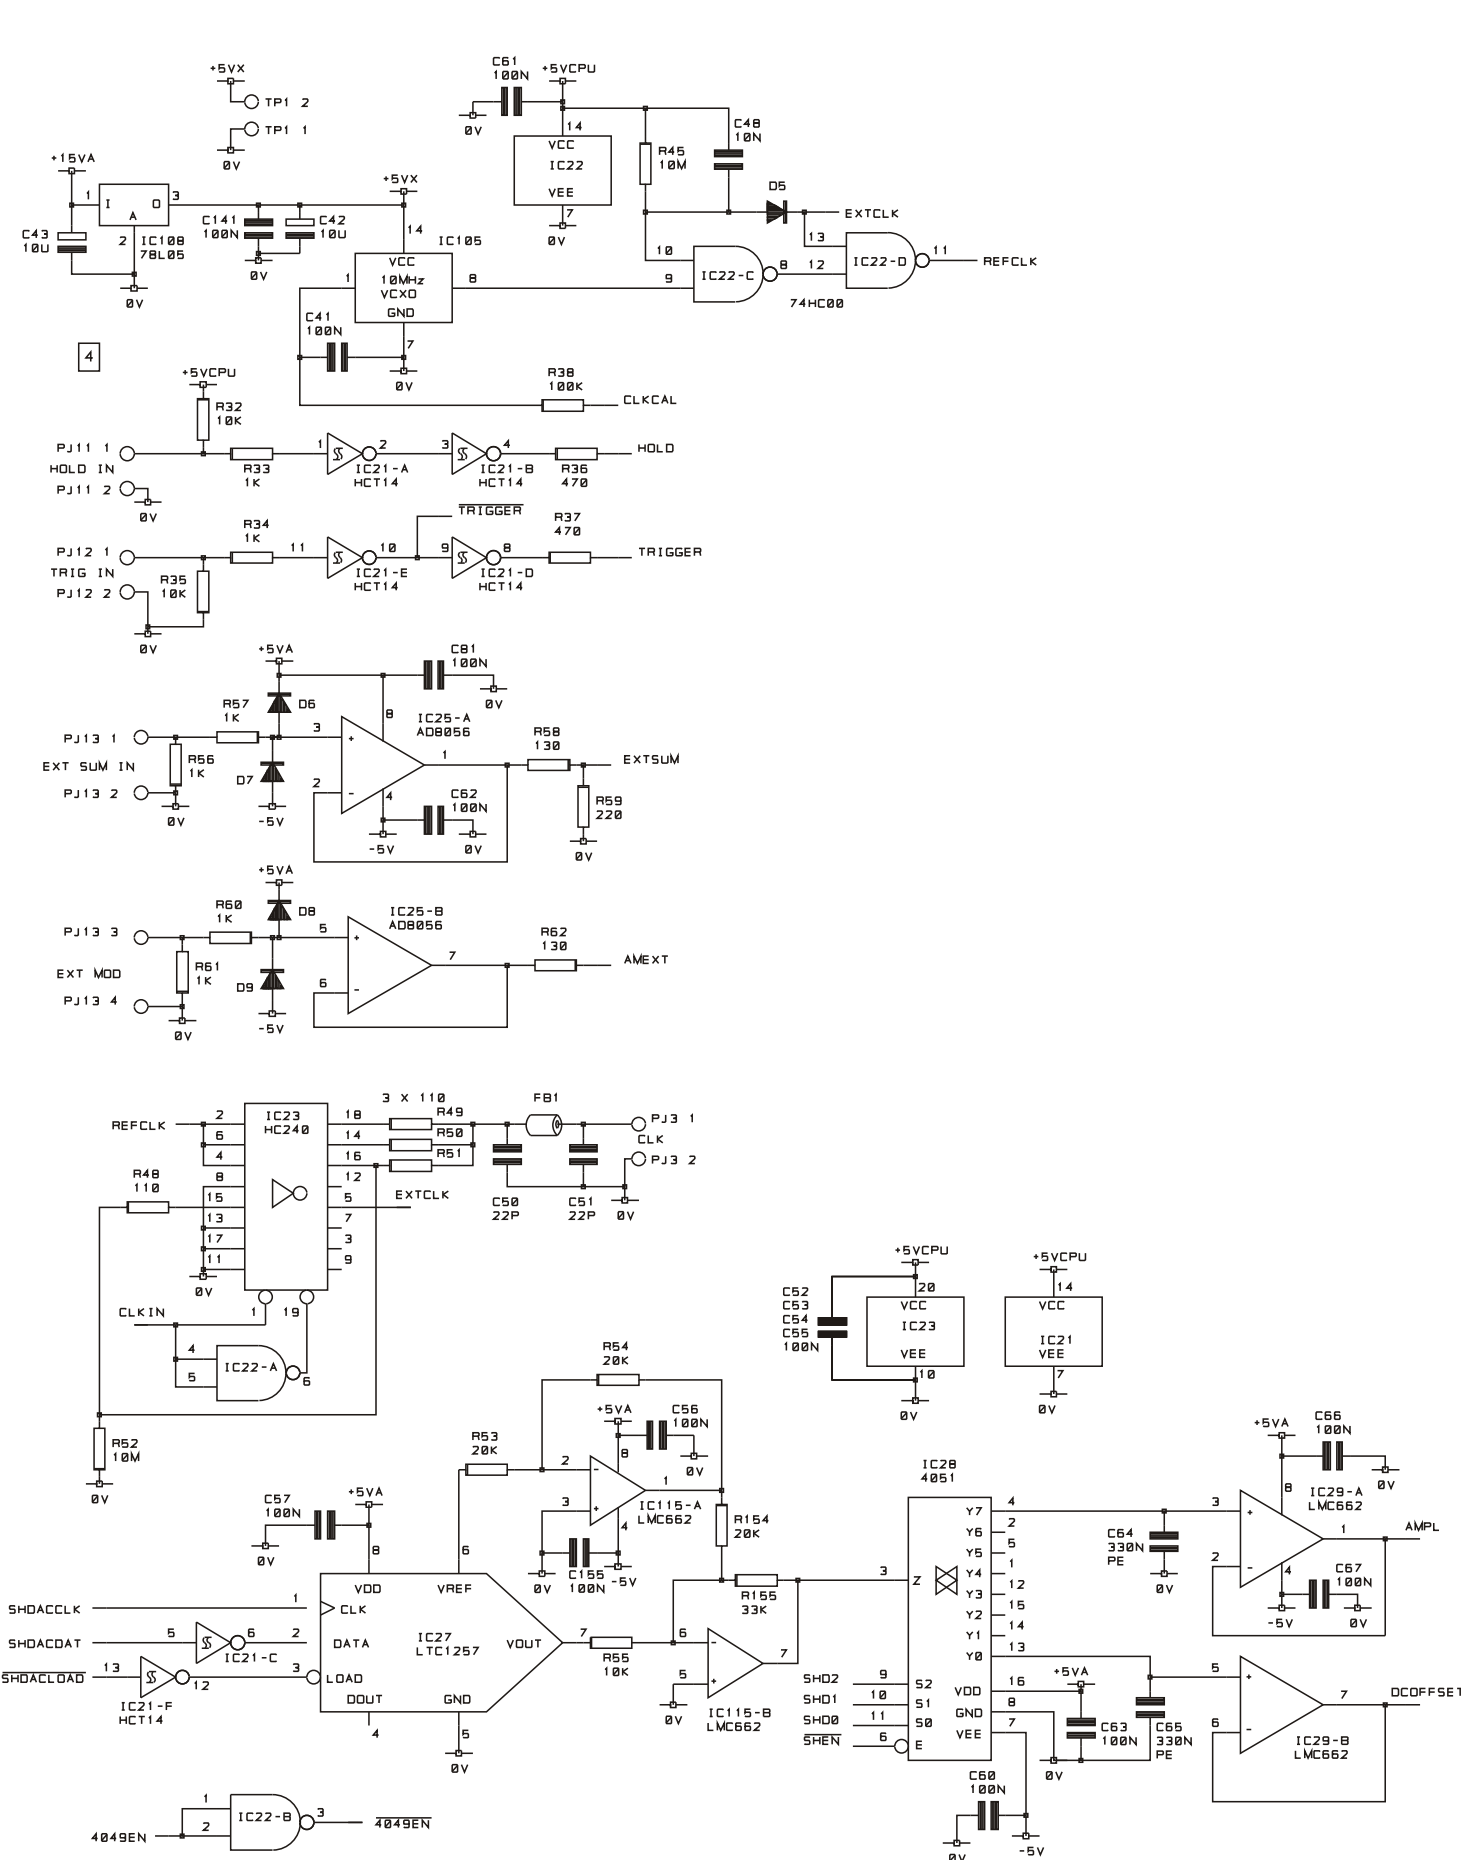 C61
100N
+5VCPU
+5VX
TP1 2
TP1 1
0V
0V
14
VCC
IC22
VEE
7
0V
R45
10M
C48
10N
D5
EXTCLK
+15VA
1
I
O
3
A
2
IC108
78L05
C43
10U
0V
C141
100N
C42
10U
0V
+5VX
14
IC105
VCC
10MHz
VCXO
GND
1
8
7
0V
C41
100N
10
9
IC22-C
8
13
12
IC22-D
11
REFCLK
74HC00
4
R38
100K
CLKCAL
+5VCPU
R32
10K
PJ11 1
HOLD IN
PJ11 2
0V
R33
1K
1
2
IC21-A
HCT14
3
4
IC21-B
HCT14
R36
470
HOLD
TRIGGER
PJ12 1
TRIG IN
PJ12 2
0V
R34
1K
R35
10K
11
10
IC21-E
HCT14
9
8
IC21-D
HCT14
R37
470
TRIGGER
+5VA
C81
100N
0V
D6
R57
1K
PJ13 1
EXT SUM IN
PJ13 2
R56
1K
0V
D7
-5V
3
2
8
IC25-A
AD8056
1
4
C62
100N
-5V
0V
R58
130
EXTSUM
R59
220
0V
+5VA
D8
R60
1K
PJ13 3
EXT MOD
PJ13 4
R61
1K
0V
D9
-5V
5
6
IC25-B
AD8056
7
R62
130
AMEXT
REFCLK
IC23
HC240
2
6
4
8
15
13
17
11
18
14
16
12
5
7
3
9
3 X 110
R49
R50
R51
FB1
PJ3 1
CLK
PJ3 2
C50
22P
C51
22P
0V
EXTCLK
R48
110
0V
1
19
CLKIN
4
5
IC22-A
6
R52
10M
0V
+5VCPU
20
VCC
IC23
VEE
10
0V
C52
C53
C54
C55
100N
+5VCPU
14
VCC
IC21
VEE
7
0V
R54
20K
R53
20K
+5VA
C56
100N
0V
8
2
3
1
4
IC115-A
LMC662
0V
C155
100N
-5V
R154
20K
R155
33K
C57
100N
+5VA
0V
8
6
VDD
VREF
SHDACCLK
1
CLK
SHDACDAT
5
6
IC21-C
2
DATA
SHDACLOAD
13
12
IC21-F
HCT14
3
LOAD
IC27
LTC1257
VOUT
7
DOUT
GND
4
5
0V
R55
10K
6
5
7
0V
IC115-B
LMC662
IC28
4051
3
Z
Y7
Y6
Y5
Y4
Y3
Y2
Y1
Y0
4
2
5
1
12
15
14
13
VDD
GND
VEE
16
8
7
SHD2
9
S2
SHD1
10
S1
SHD0
11
S0
SHEN
6
E
+5VA
C63
100N
C65
330N
PE
0V
C60
100N
0V
-5V
C64
330N
PE
0V
+5VA
C66
100N
0V
8
3
2
IC29-A
LMC662
1
AMPL
4
C67
100N
-5V
0V
5
6
7
IC29-B
LMC662
DCOFFSET
4049EN
1
2
IC22-B
3
4049EN